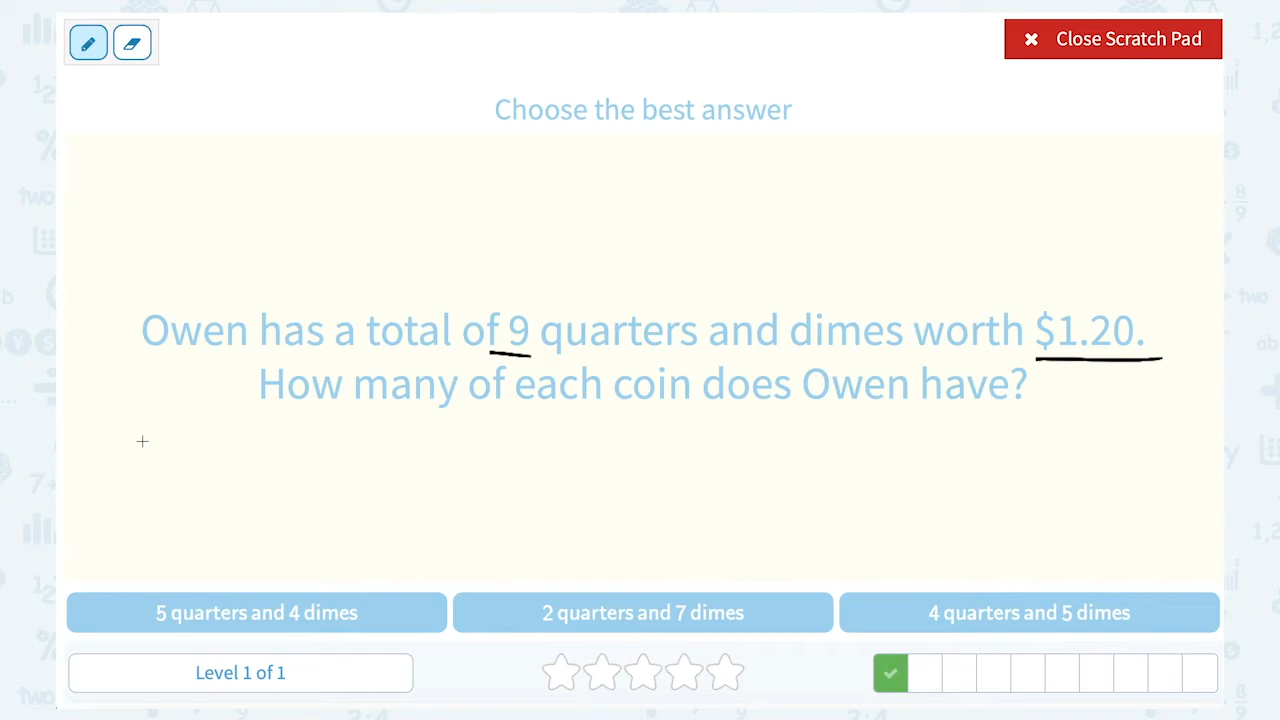 Close Scratch Pad
Choose the best answer
Owen has a total of 9 quarters and dimes worth $1.20.
How many of each coin does Owen have?
5 quarters and 4 dimes
2 quarters and 7 dimes
4 quarters and 5 dimes
Level 1 of 1